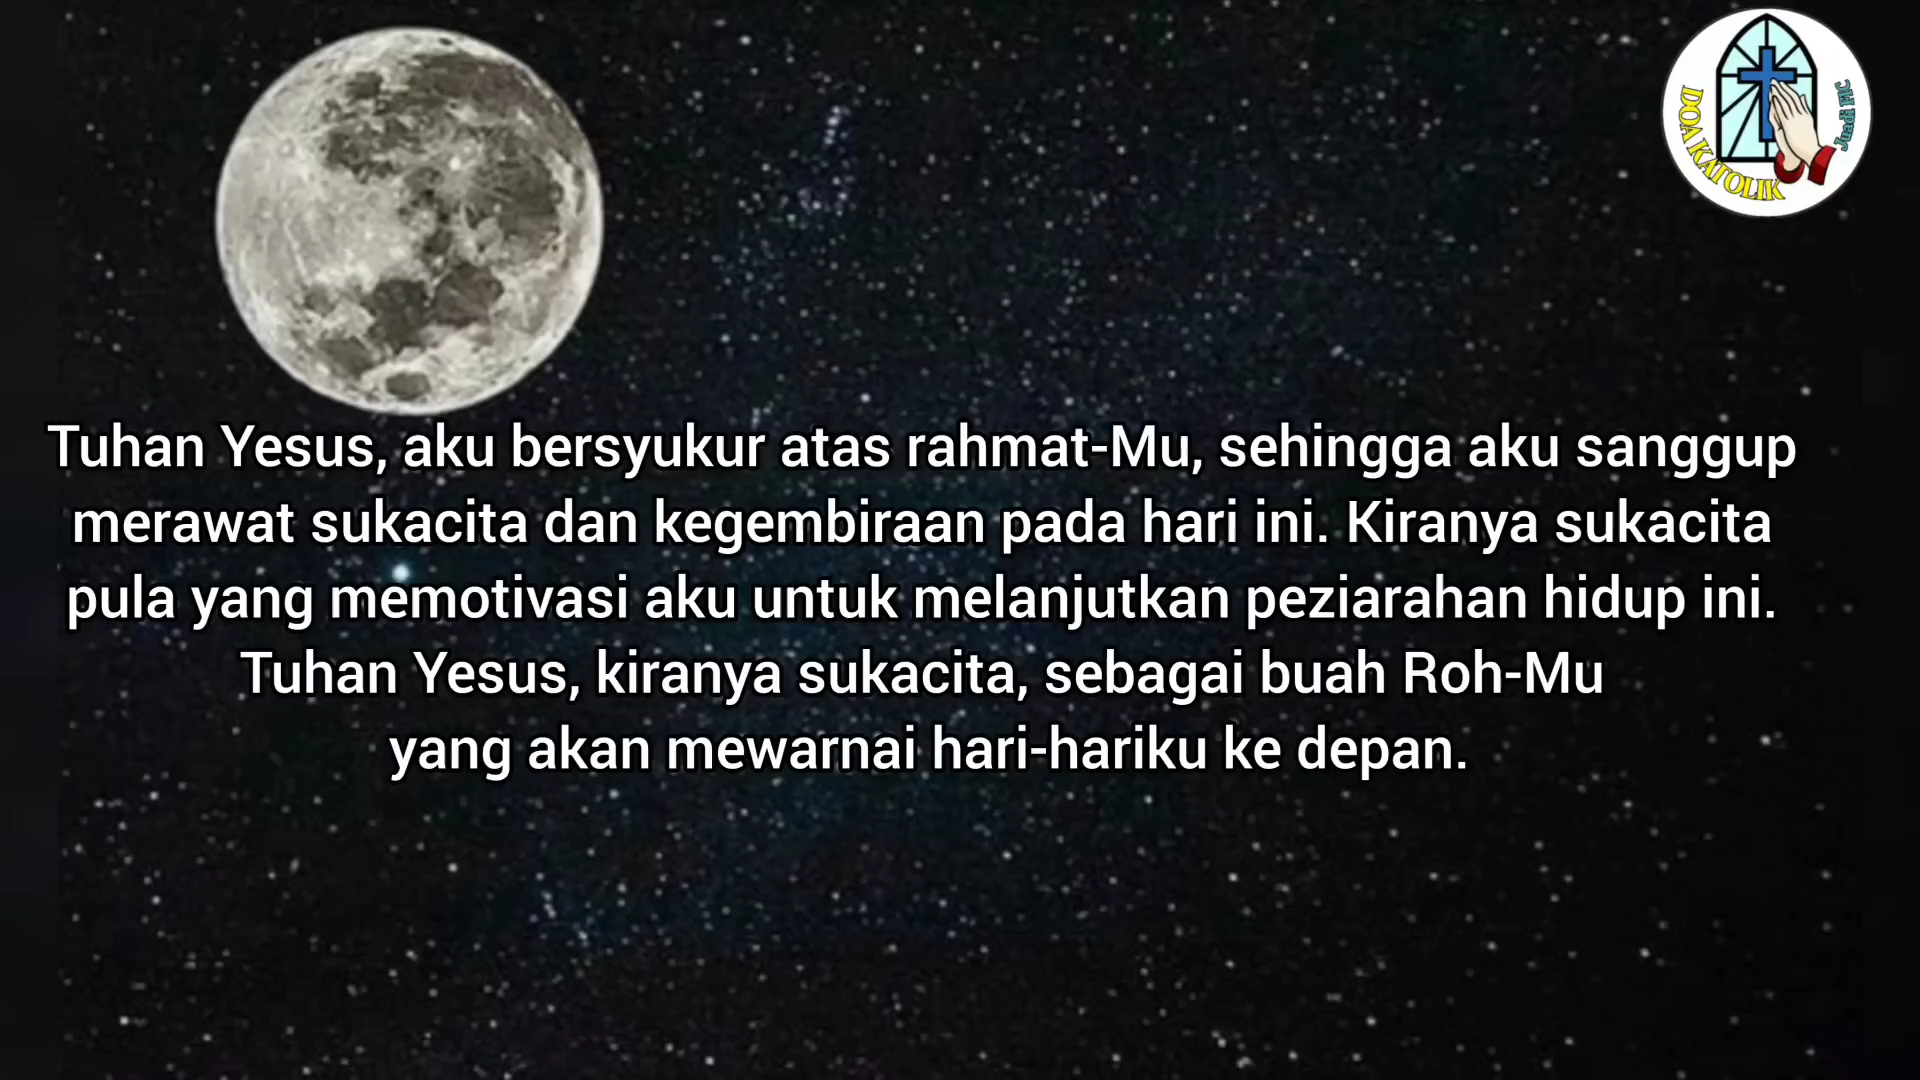 DOA KATOLIK
Juadi FIC
Tuhan Yesus, aku bersyukur atas rahmat-Mu, sehingga aku sanggup
merawat sukacita dan kegembiraan pada hari ini. Kiranya sukacita
pula yang memotivasi aku untuk melanjutkan peziarahan hidup ini.
Tuhan Yesus, kiranya sukacita, sebagai buah Roh-Mu
yang akan mewarnai hari-hariku ke depan.